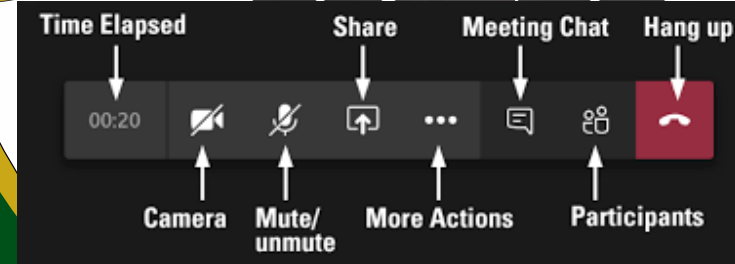 Time Elapsed
Share
Meeting Chat
Hang up
00:20
Camera
Mute/
unmute
More Actions
Participants